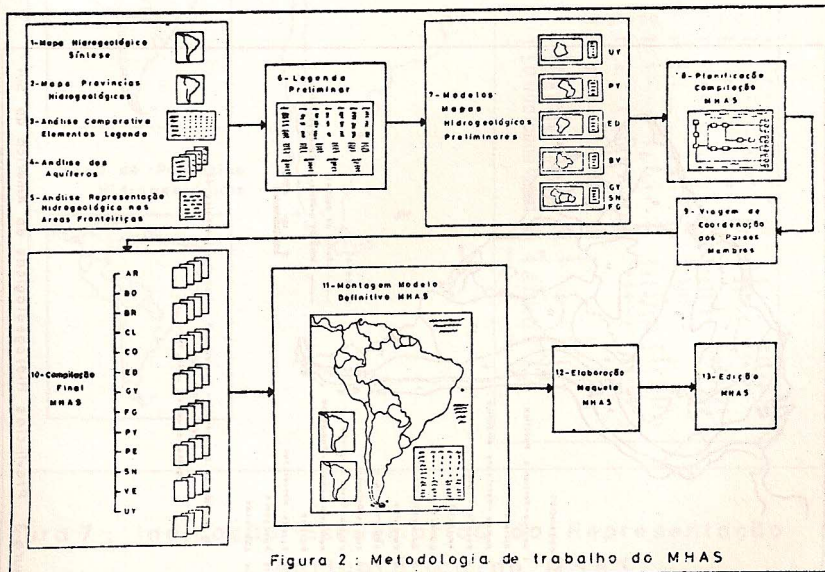 1-Mapa Hidrogeológico
Síntese
2-Mapa Províncias
Hidrogeológicas
3-Análise Comparativa
Elementos Legenda
4-Análise dos
Aquíferos
5-Análise Representação
Hidrogeológica nas
Áreas Fronteiriças
6-Legenda
Preliminar
7-Modelos:
Mapas
Hidrogeológicos
Preliminares
UY
PY
ED
BV
GY
SN
FG
8-Planificação
Compilação
MHAS
9-Viagem de
Coordenação
aos Países
Membros
10-Compilação
Final
MHAS
AR
BO
BR
CL
CO
ED
GY
FG
PY
PE
SN
VE
UY
11-Montagem Modelo
Definitivo MHAS
12-Elaboração
Maquete
MHAS
13-Edição
MHAS
Figura 2: Metodologia de trabalho do MHAS